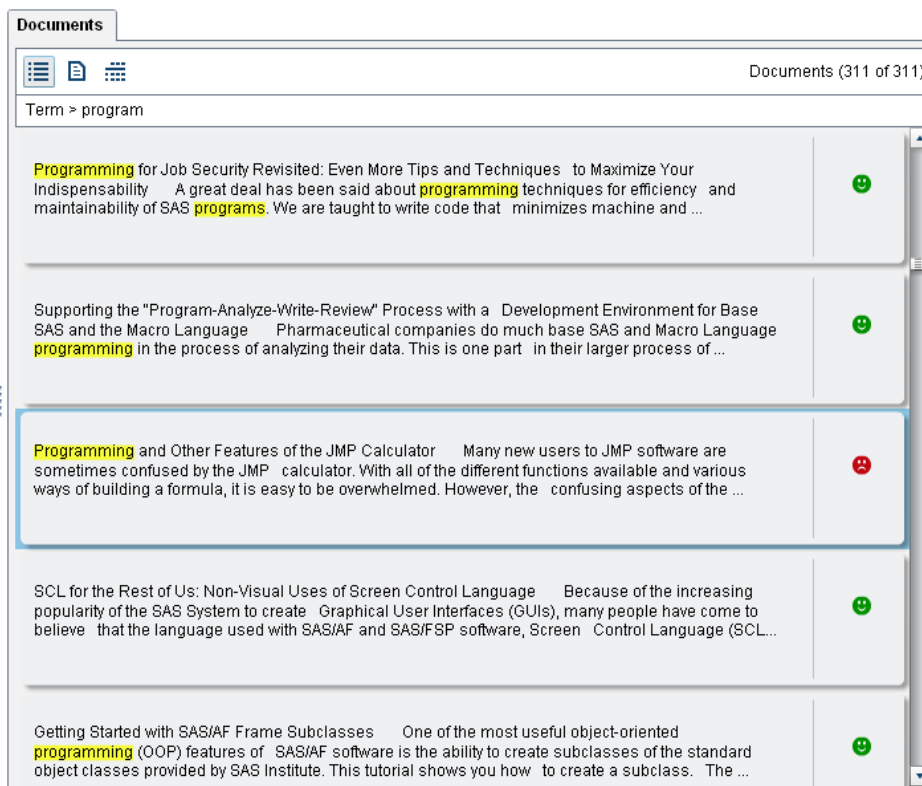 Documents
Documents (311 of 311)
Term > program
Programming for Job Security Revisited: Even More Tips and Techniques to Maximize Your
Indispensability A great deal has been said about programming techniques for efficiency and
maintainability of SAS programs. We are taught to write code that minimizes machine and ...
Supporting the "Program-Analyze-Write-Review" Process with a Development Environment for Base
SAS and the Macro Language Pharmaceutical companies do much base SAS and Macro Language
programming in the process of analyzing their data. This is one part in their larger process of ...
Programming and Other Features of the JMP Calculator Many new users to JMP software are
sometimes confused by the JMP calculator. With all of the different functions available and various
ways of building a formula, it is easy to be overwhelmed. However, the confusing aspects of the ...
SCL for the Rest of Us: Non-Visual Uses of Screen Control Language Because of the increasing
popularity of the SAS System to create Graphical User Interfaces (GUIs), many people have come to
believe that the language used with SAS/AF and SAS/FSP software, Screen Control Language (SCL...
Getting Started with SAS/AF Frame Subclasses One of the most useful object-oriented
programming (OOP) features of SAS/AF software is the ability to create subclasses of the standard
object classes provided by SAS Institute. This tutorial shows you how to create a subclass. The ...